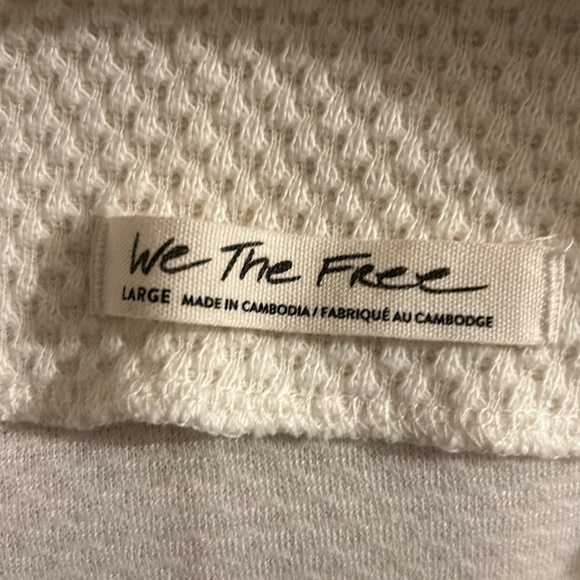 We The Free
LARGE MADE IN CAMBODIA / FABRIQUÉ AU CAMBODGE